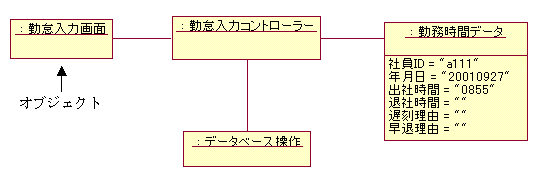 ：勤怠入力画面
：勤怠入力コントローラー
：勤務時間データ
社員ID = "a111"
年月日 = "20010927"
出社時間 = "0855"
退社時間 = ""
遅刻理由 = ""
早退理由 = ""
オブジェクト
：データベース操作